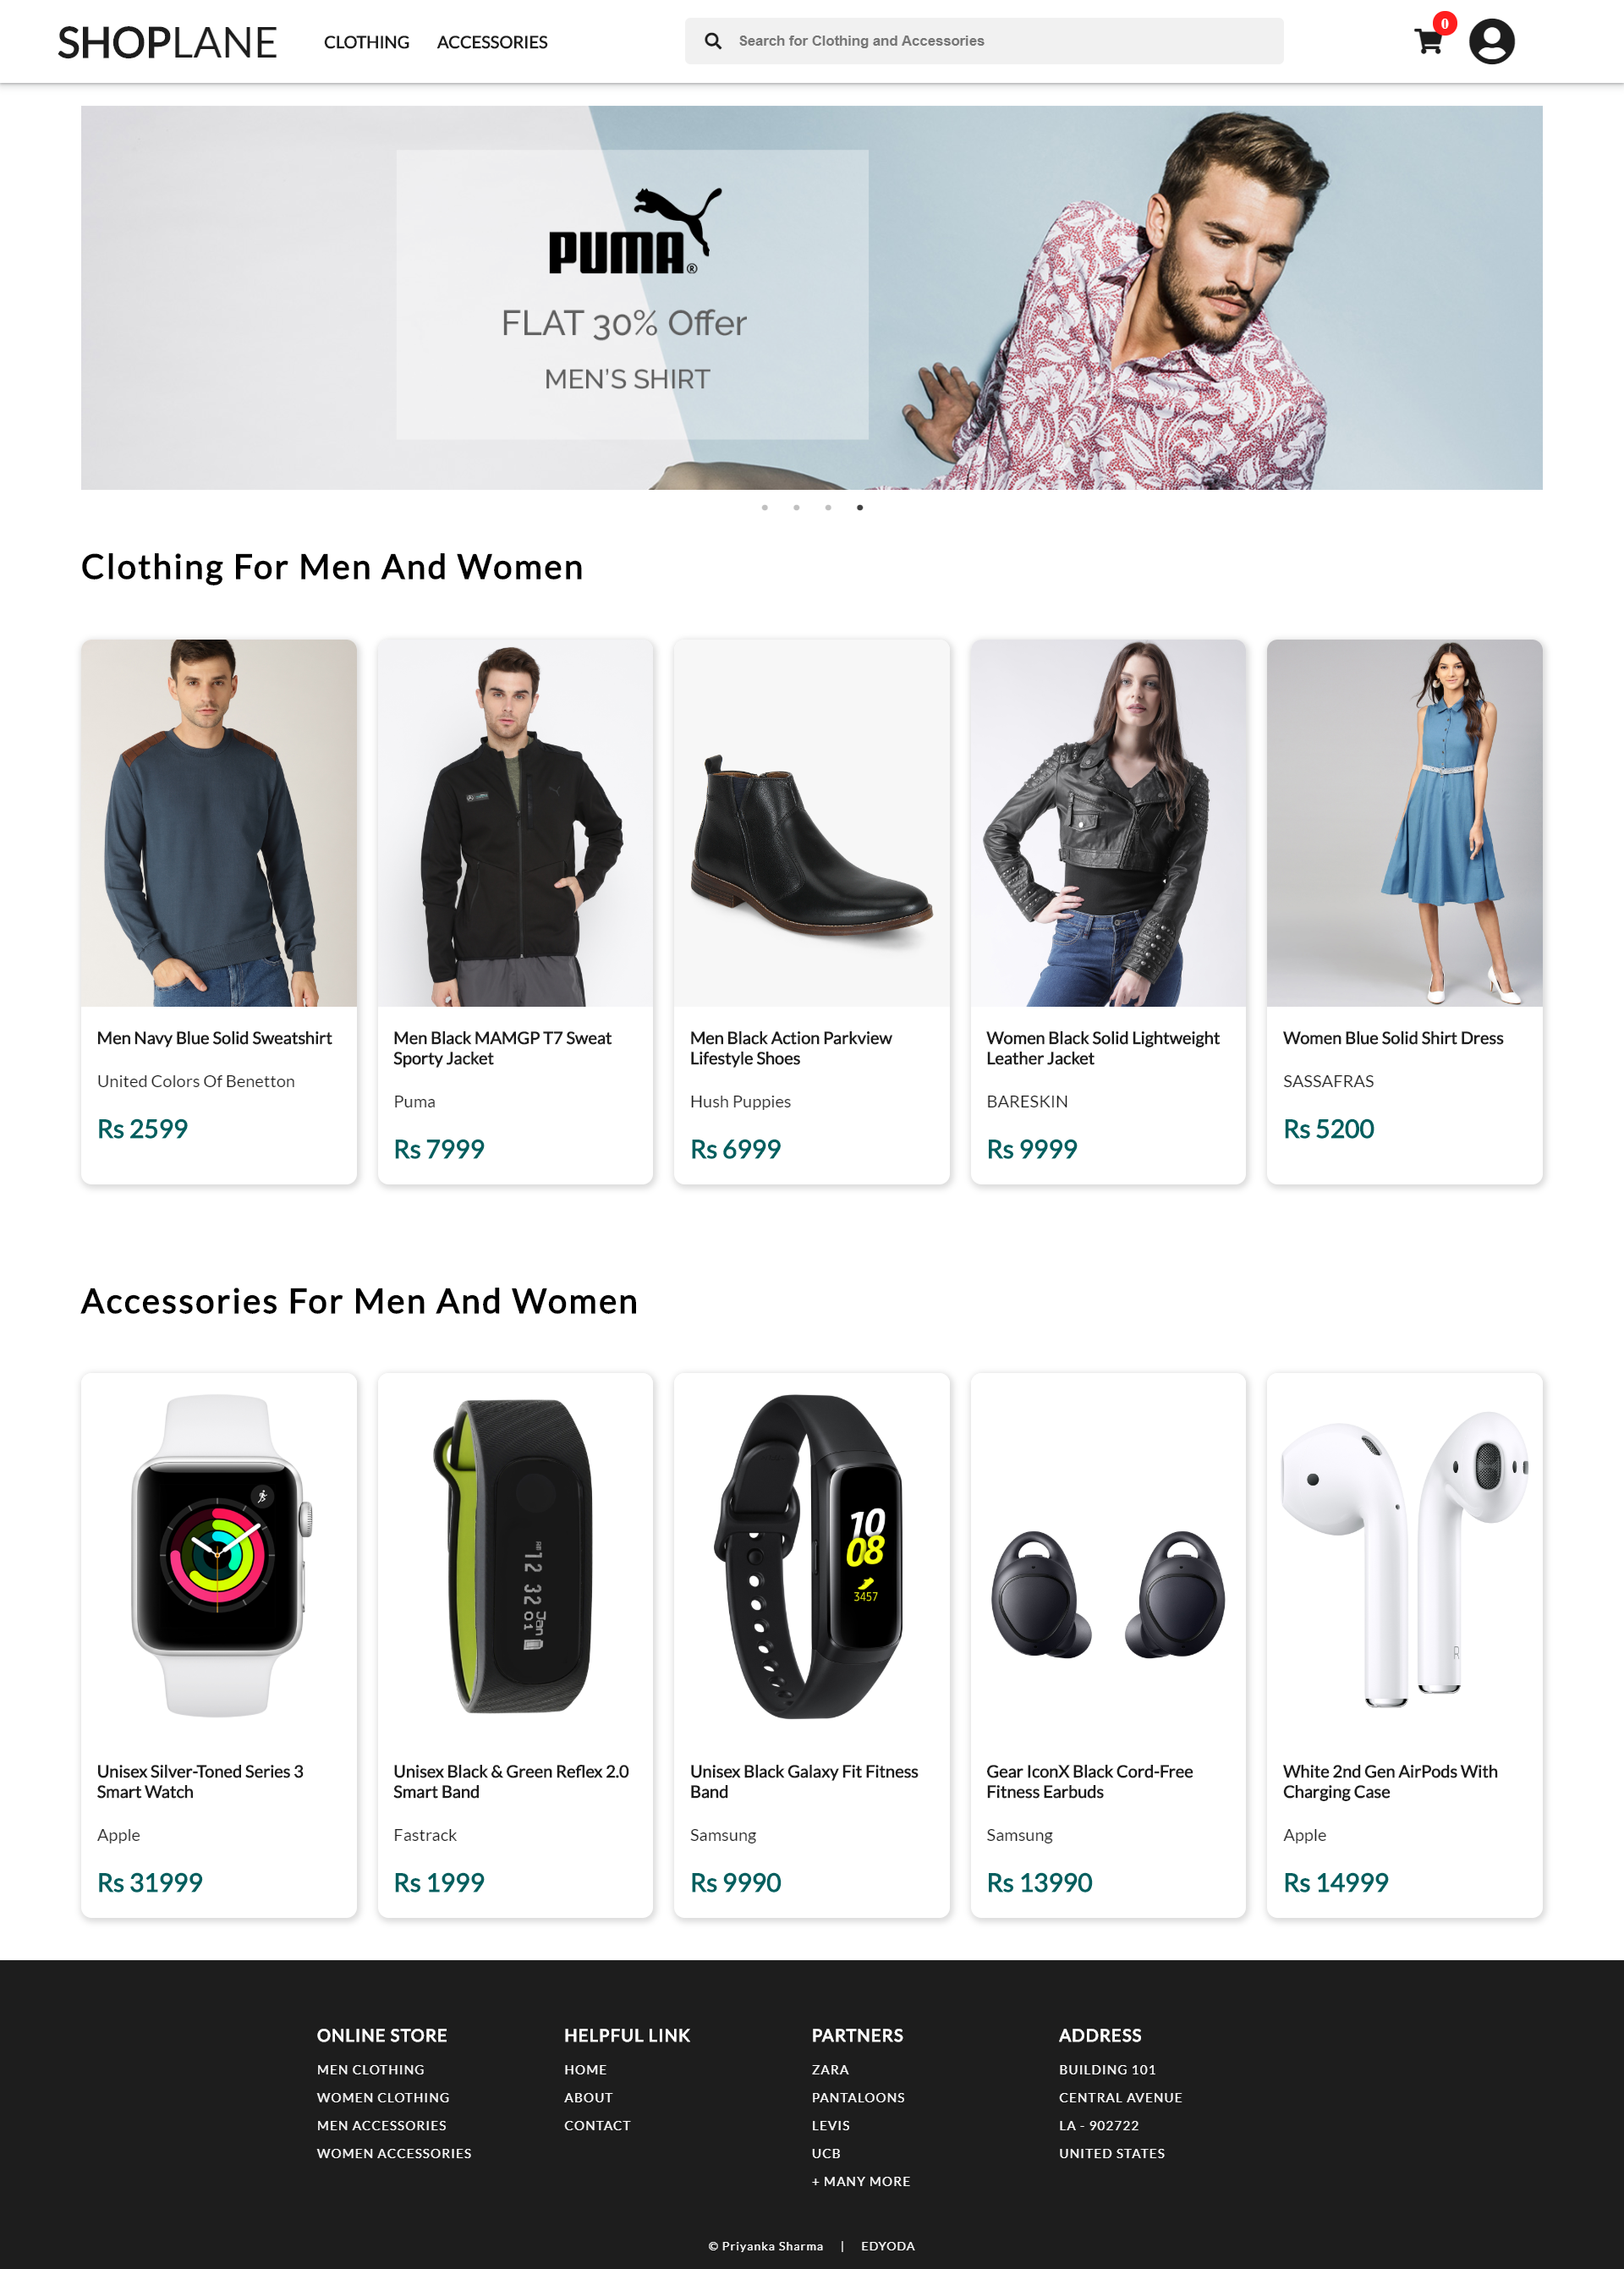 SHOPLANE
CLOTHING
ACCESSORIES
Search for Clothing and Accessories
0
PUMA®
FLAT 30% Offer
MEN'S SHIRT
Clothing For Men And Women
Men Navy Blue Solid Sweatshirt
United Colors Of Benetton
Rs 2599
Men Black MAMGP T7 Sweat
Sporty Jacket
Puma
Rs 7999
Men Black Action Parkview
Lifestyle Shoes
Hush Puppies
Rs 6999
Women Black Solid Lightweight
Leather Jacket
BARESKIN
Rs 9999
Women Blue Solid Shirt Dress
SASSAFRAS
Rs 5200
Accessories For Men And Women
AM
12 32
Jan
01
10
08
3457
R
Unisex Silver-Toned Series 3
Smart Watch
Apple
Rs 31999
Unisex Black & Green Reflex 2.0
Smart Band
Fastrack
Rs 1999
Unisex Black Galaxy Fit Fitness
Band
Samsung
Rs 9990
Gear IconX Black Cord-Free
Fitness Earbuds
Samsung
Rs 13990
White 2nd Gen AirPods With
Charging Case
Apple
Rs 14999
ONLINE STORE
MEN CLOTHING
WOMEN CLOTHING
MEN ACCESSORIES
WOMEN ACCESSORIES
HELPFUL LINK
HOME
ABOUT
CONTACT
PARTNERS
ZARA
PANTALOONS
LEVIS
UCB
+ MANY MORE
ADDRESS
BUILDING 101
CENTRAL AVENUE
LA - 902722
UNITED STATES
© Priyanka Sharma | EDYODA